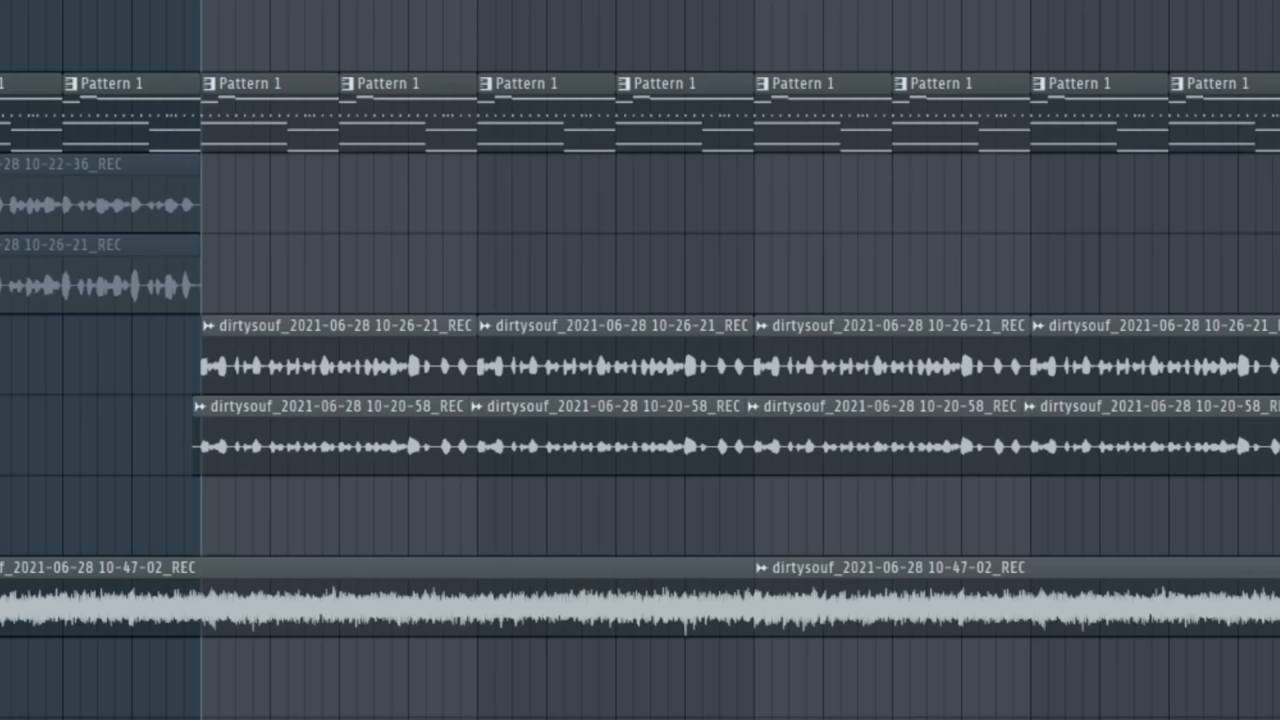 1 Pattern 1 Pattern 1 Pattern 1 Pattern 1 Pattern 1 Pattern 1 Pattern 1 Pattern 1 Pattern 1
-28 10-22-36_REC
-28 10-26-21_REC
dirtysouf_2021-06-28 10-26-21_REC dirtysouf_2021-06-28 10-26-21_REC dirtysouf_2021-06-28 10-26-21_REC dirtysouf_2021-06-28 10-26-21_
dirtysouf_2021-06-28 10-20-58_REC dirtysouf_2021-06-28 10-20-58_REC dirtysouf_2021-06-28 10-20-58_REC dirtysouf_2021-06-28 10-20-58_R
f_2021-06-28 10-47-02_REC dirtysouf_2021-06-28 10-47-02_REC